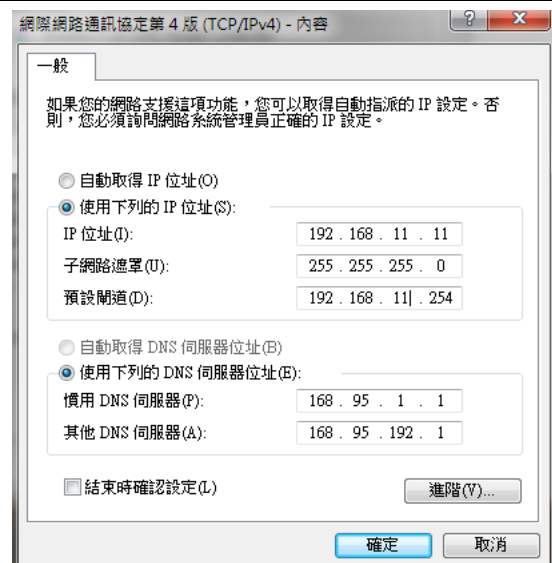 網際網路通訊協定第 4 版 (TCP/IPv4) - 內容
一般
如果您的網路支援這項功能，您可以取得自動指派的 IP 設定。否
則，您必須詢問網路系統管理員正確的 IP 設定。
自動取得 IP 位址(O)
使用下列的 IP 位址(S):
IP 位址(I): 192 . 168 . 11 . 11
子網路遮罩(U): 255 . 255 . 255 . 0
預設閘道(D): 192 . 168 . 11 . 254
自動取得 DNS 伺服器位址(B)
使用下列的 DNS 伺服器位址(E):
慣用 DNS 伺服器(P): 168 . 95 . 1 . 1
其他 DNS 伺服器(A): 168 . 95 . 192 . 1
結束時確認設定(L) 進階(V)...
確定 取消